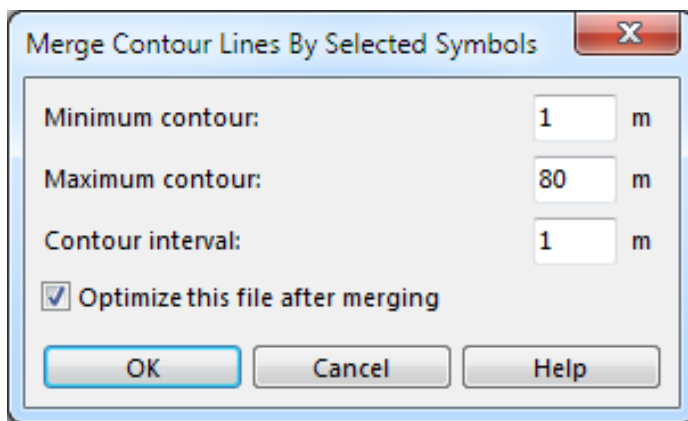 Merge Contour Lines By Selected Symbols
Minimum contour: 1 m
Maximum contour: 80 m
Contour interval: 1 m
Optimize this file after merging
OK Cancel Help